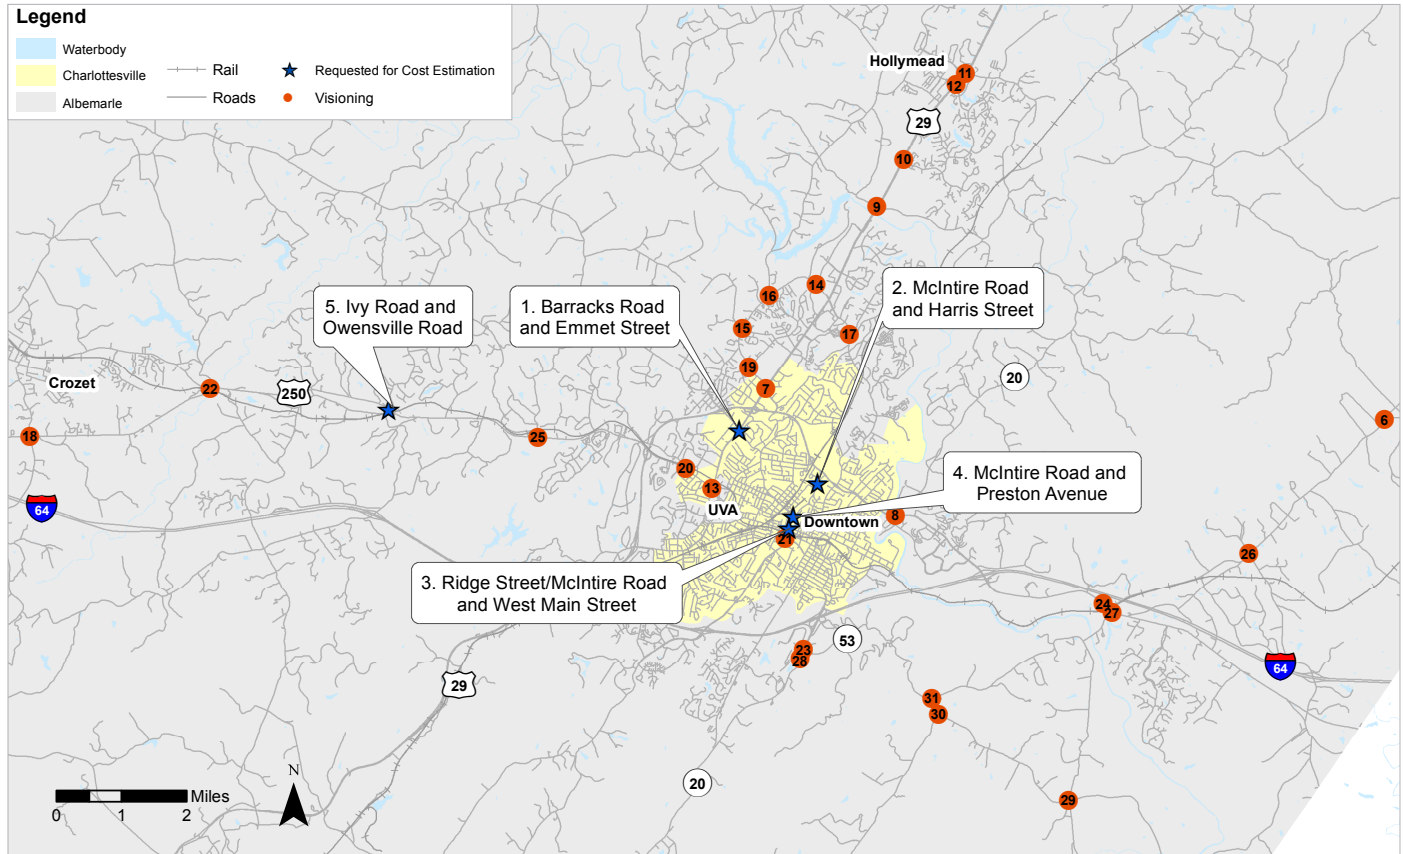 Legend
Waterbody
Charlottesville
Albemarle
Rail
Roads
Requested for Cost Estimation
Visioning
Hollymead
11
12
29
10
9
14
16
15
17
19
7
5. Ivy Road and
Owensville Road
1. Barracks Road
and Emmet Street
2. McIntire Road
and Harris Street
Crozet
22
250
20
6
18
25
20
13
64
UVA
4. McIntire Road and
Preston Avenue
Downtown
8
21
26
3. Ridge Street/McIntire Road
and West Main Street
24
27
53
23
28
64
29
31
30
20
29
N
Miles
0
1
2